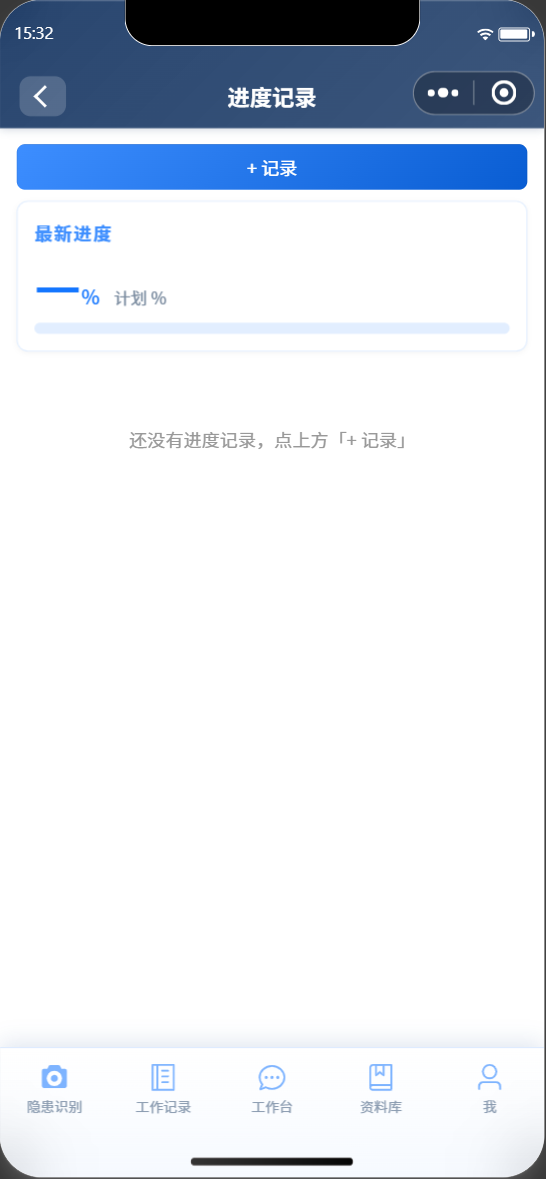 15:32
进度记录
+ 记录
最新进度
—% 计划 %
还没有进度记录，点上方「+ 记录」
隐患识别 工作记录 工作台 资料库 我